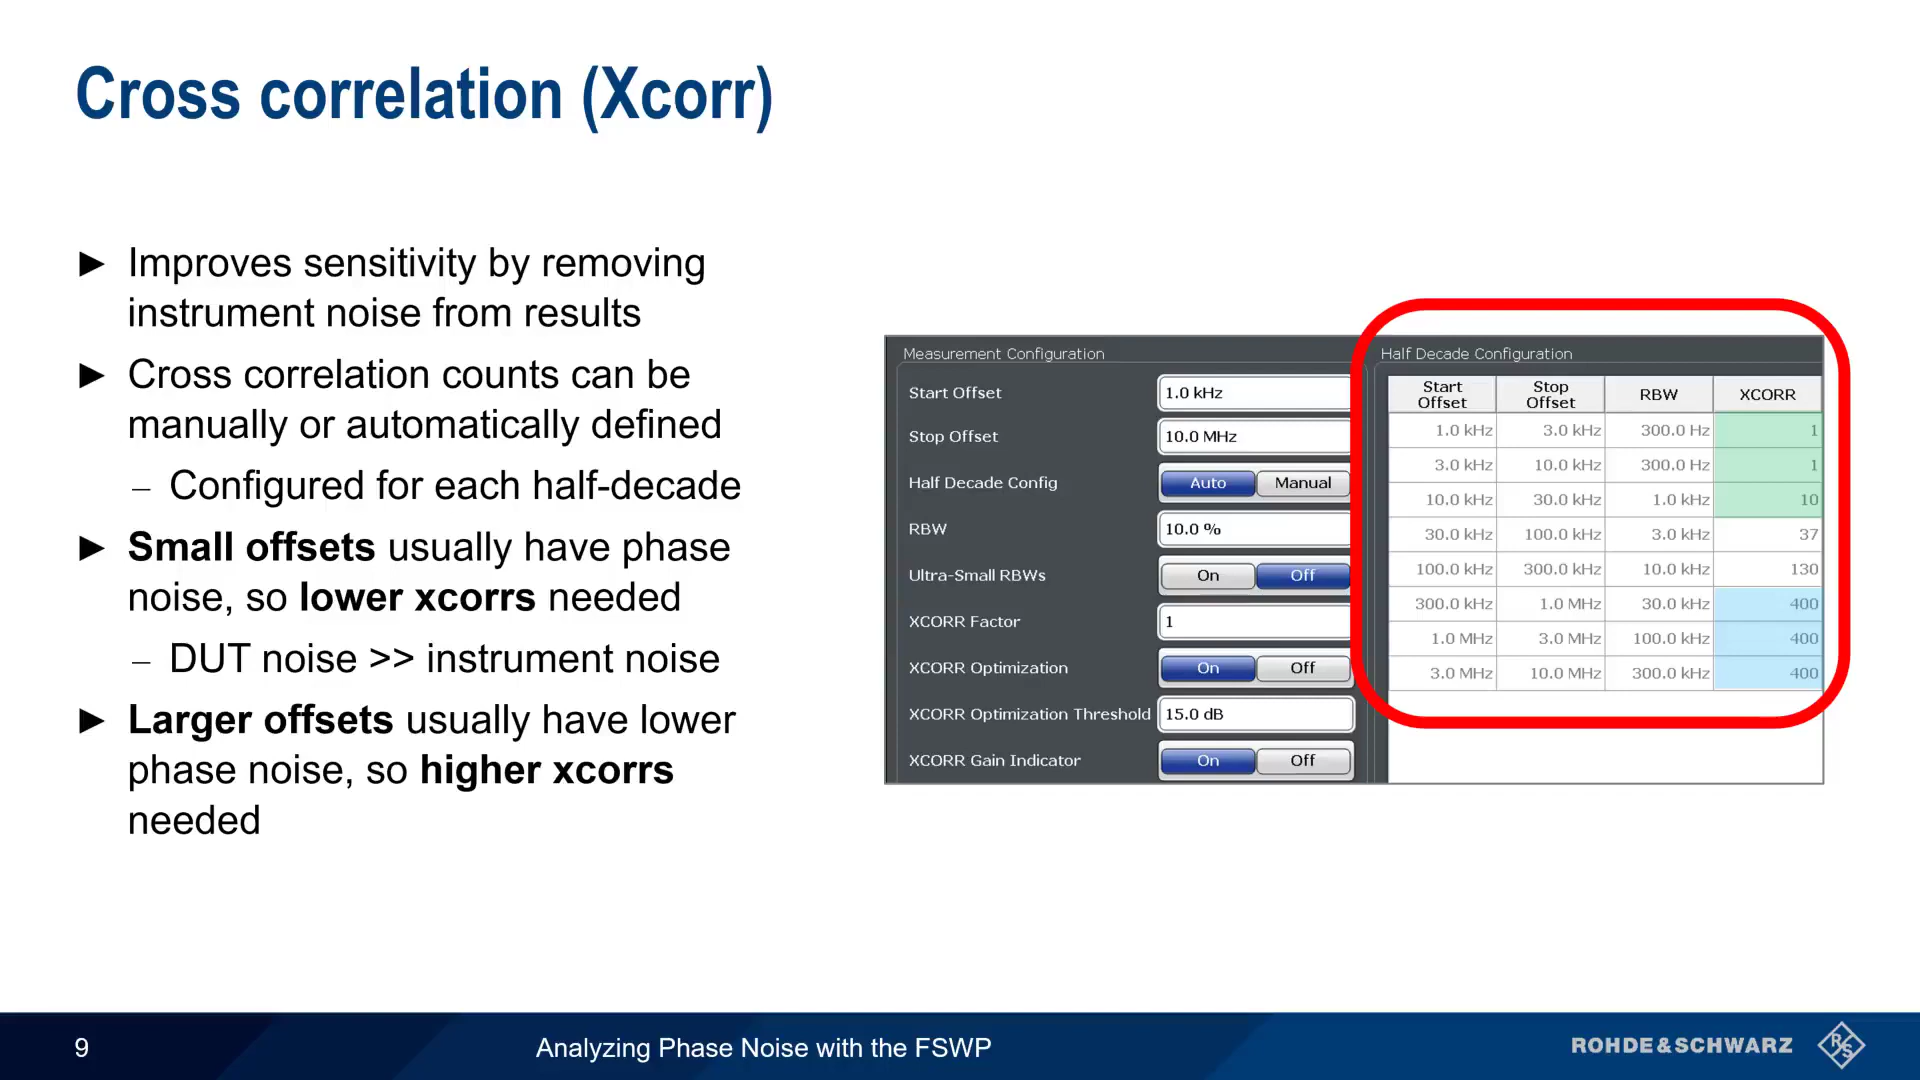 Cross correlation (Xcorr)
► Improves sensitivity by removing
instrument noise from results
► Cross correlation counts can be
manually or automatically defined
– Configured for each half-decade
► Small offsets usually have phase
noise, so lower xcorrs needed
– DUT noise >> instrument noise
► Larger offsets usually have lower
phase noise, so higher xcorrs
needed
Measurement Configuration
Start Offset 1.0 kHz
Stop Offset 10.0 MHz
Half Decade Config Auto Manual
RBW 10.0 %
Ultra-Small RBWs On Off
XCORR Factor 1
XCORR Optimization On Off
XCORR Optimization Threshold 15.0 dB
XCORR Gain Indicator On Off
Half Decade Configuration
Start Offset Stop Offset RBW XCORR
1.0 kHz 3.0 kHz 300.0 Hz 1
3.0 kHz 10.0 kHz 300.0 Hz 1
10.0 kHz 30.0 kHz 1.0 kHz 10
30.0 kHz 100.0 kHz 3.0 kHz 37
100.0 kHz 300.0 kHz 10.0 kHz 130
300.0 kHz 1.0 MHz 30.0 kHz 400
1.0 MHz 3.0 MHz 100.0 kHz 400
3.0 MHz 10.0 MHz 300.0 kHz 400
9
Analyzing Phase Noise with the FSWP
ROHDE & SCHWARZ
R S